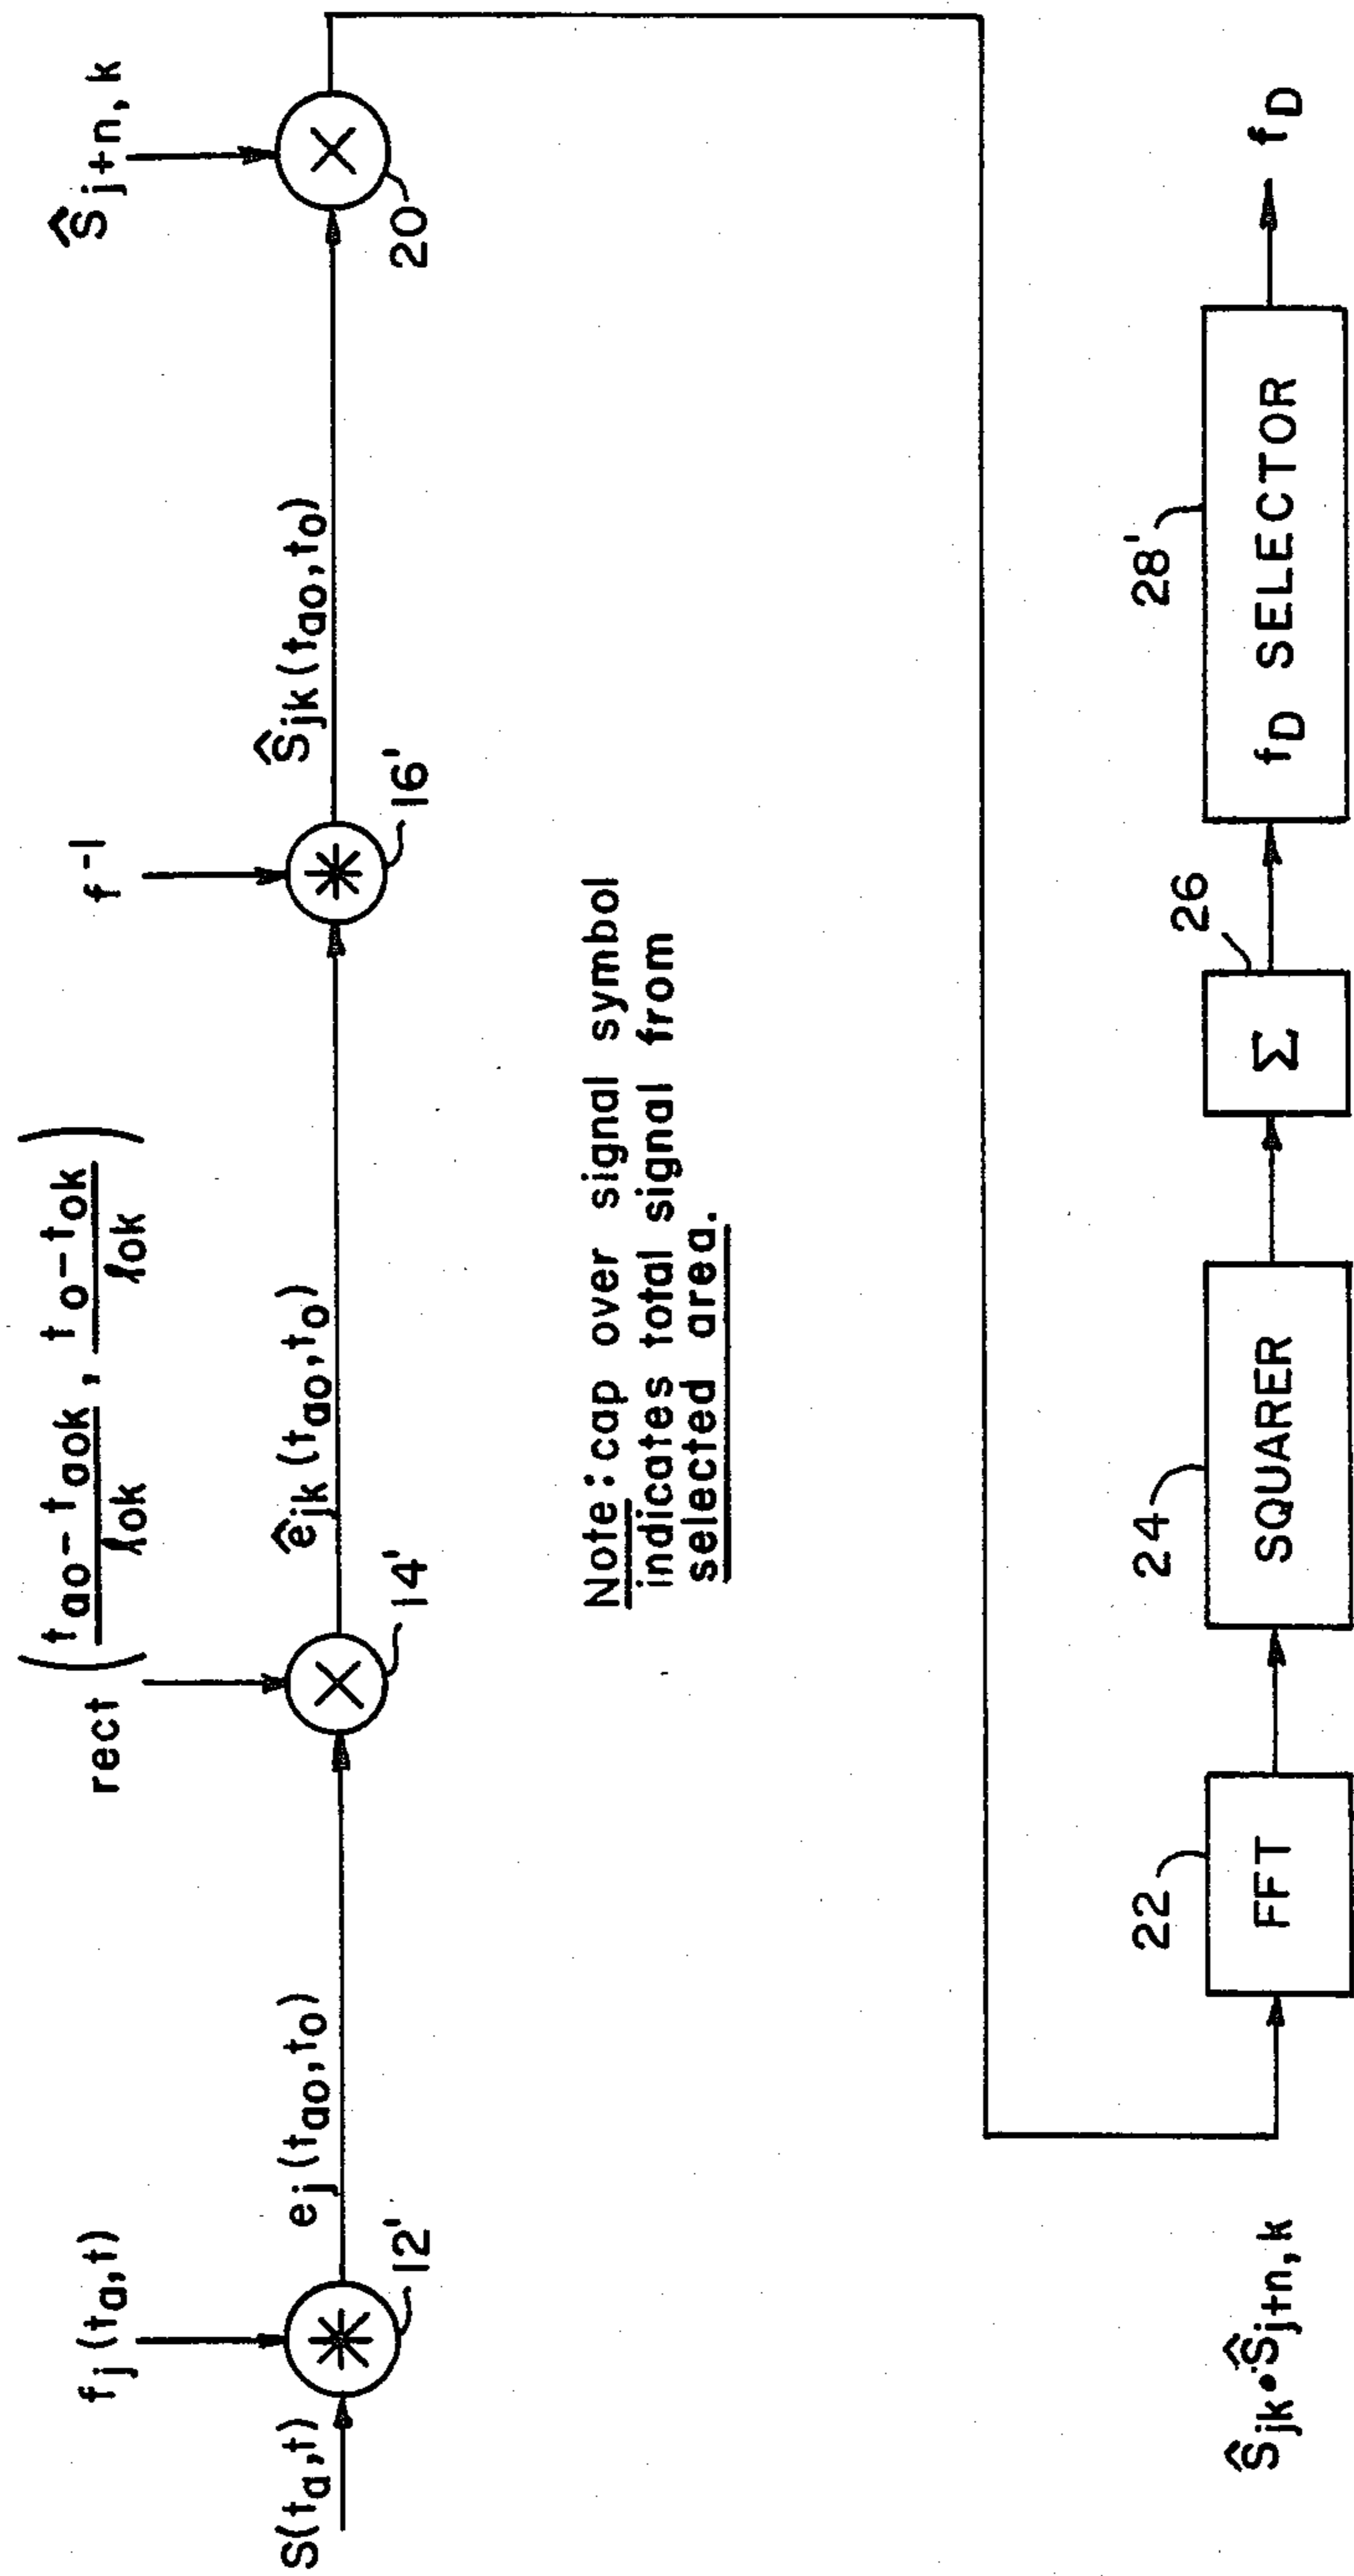 S(ta,t)
fj(ta,t)
12'
ej(tao,to)
rect (tao-taok/lok, to-tok/lok)
14'
êjk(tao,to)
f-1
16'
Ŝjk(tao,to)
Ŝj+n,k
20
Note: cap over signal symbol
indicates total signal from
selected area.
Ŝjk•Ŝj+n,k
22
FFT
24
SQUARER
26
Σ
28'
fD SELECTOR
fD